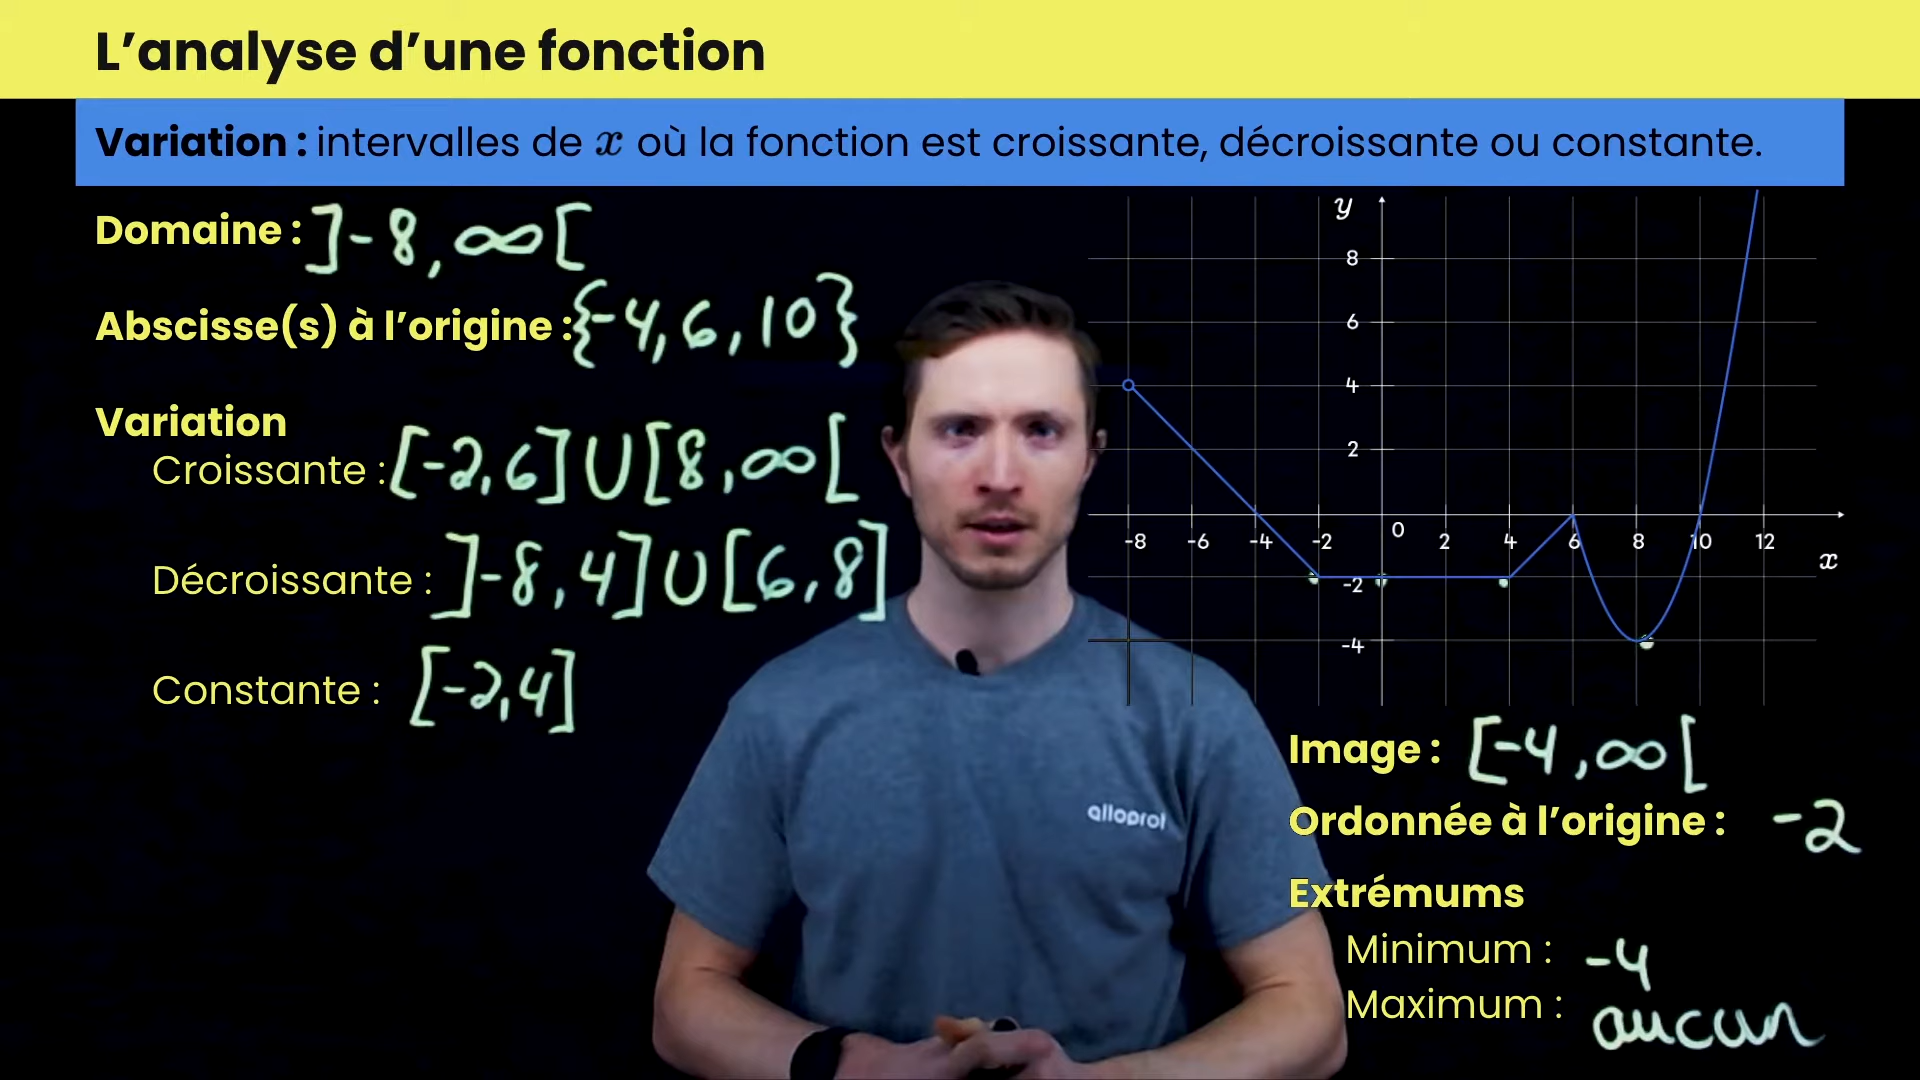 L’analyse d’une fonction
Variation : intervalles de x où la fonction est croissante, décroissante ou constante.
Domaine : ]-8, ∞[
Abscisse(s) à l’origine : {-4, 6, 10}
Variation
Croissante : [-2, 6] U [8, ∞[
Décroissante : ]-8, 4] U [6, 8]
Constante : [-2, 4]
y
8
6
4
2
0
-8 -6 -4 -2 2 4 6 8 10 12
x
-2
-4
alloprof
Image : [-4, ∞[
Ordonnée à l’origine : -2
Extrémums
Minimum : -4
Maximum : aucun